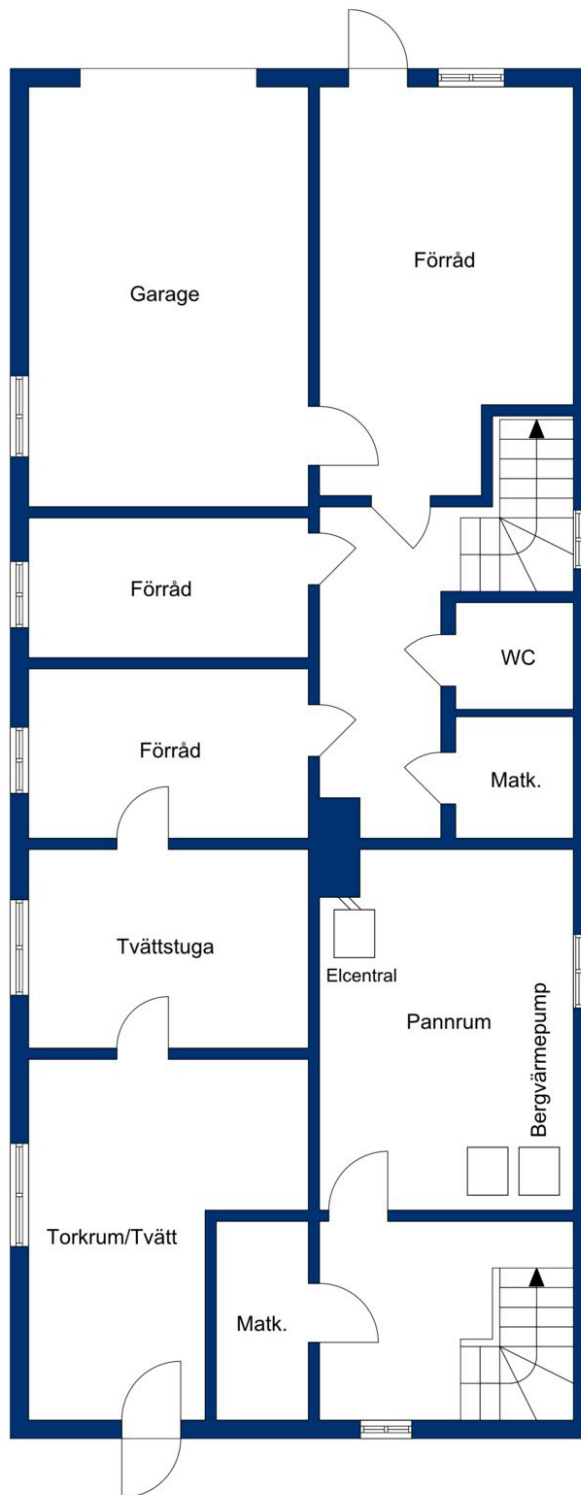 Förråd
Garage
Förråd
WC
Förråd
Matk.
Tvättstuga
Elcentral
Pannrum
Bergvärmepump
Torkrum/Tvätt
Matk.